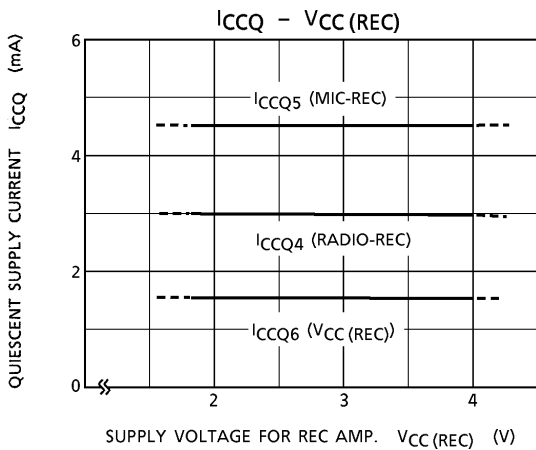 ICCQ – VCC (REC)
QUIESCENT SUPPLY CURRENT ICCQ (mA)
6
4
2
0
ICCQ5 (MIC-REC)
ICCQ4 (RADIO-REC)
ICCQ6 (VCC (REC))
2 3 4
SUPPLY VOLTAGE FOR REC AMP. VCC (REC) (V)